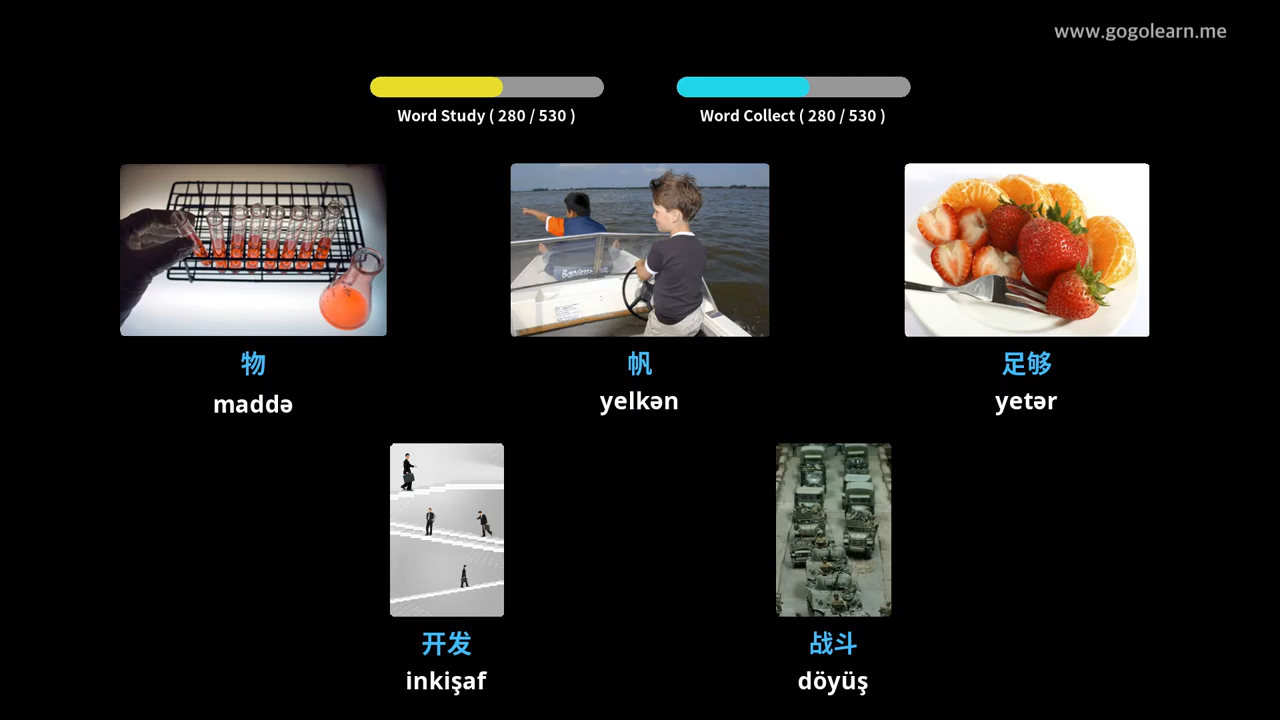 www.gogolearn.me
Word Study ( 280 / 530 )
Word Collect ( 280 / 530 )
物
maddə
帆
yelkən
足够
yetər
开发
inkişaf
战斗
döyüş